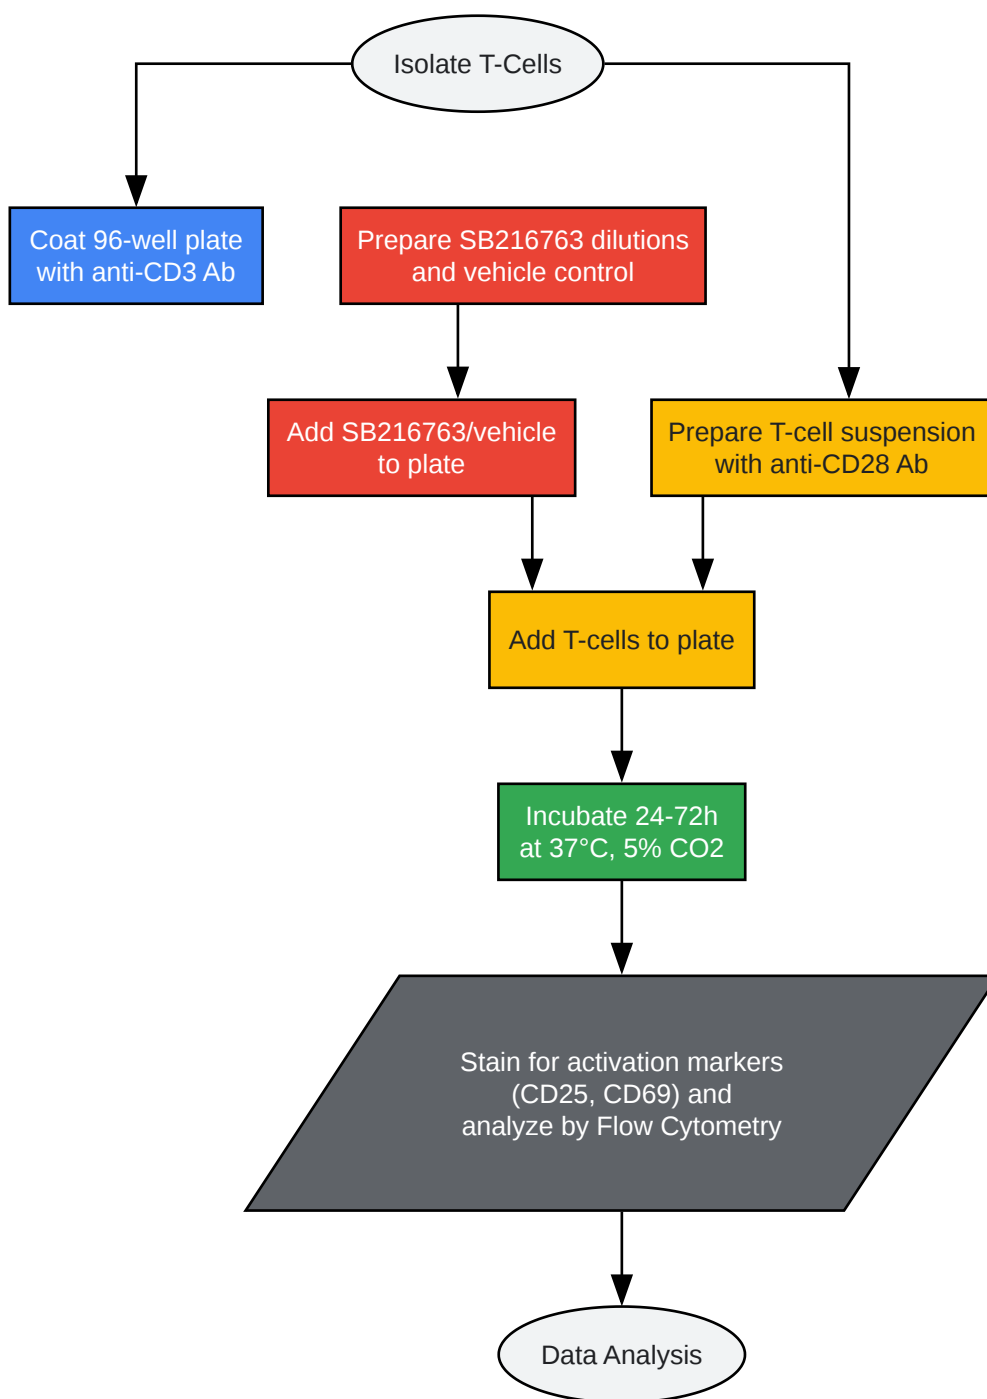 Isolate T-Cells
Coat 96-well plate
with anti-CD3 Ab
Prepare SB216763 dilutions
and vehicle control
Add SB216763/vehicle
to plate
Prepare T-cell suspension
with anti-CD28 Ab
Add T-cells to plate
Incubate 24-72h
at 37°C, 5% CO2
Stain for activation markers
(CD25, CD69) and
analyze by Flow Cytometry
Data Analysis